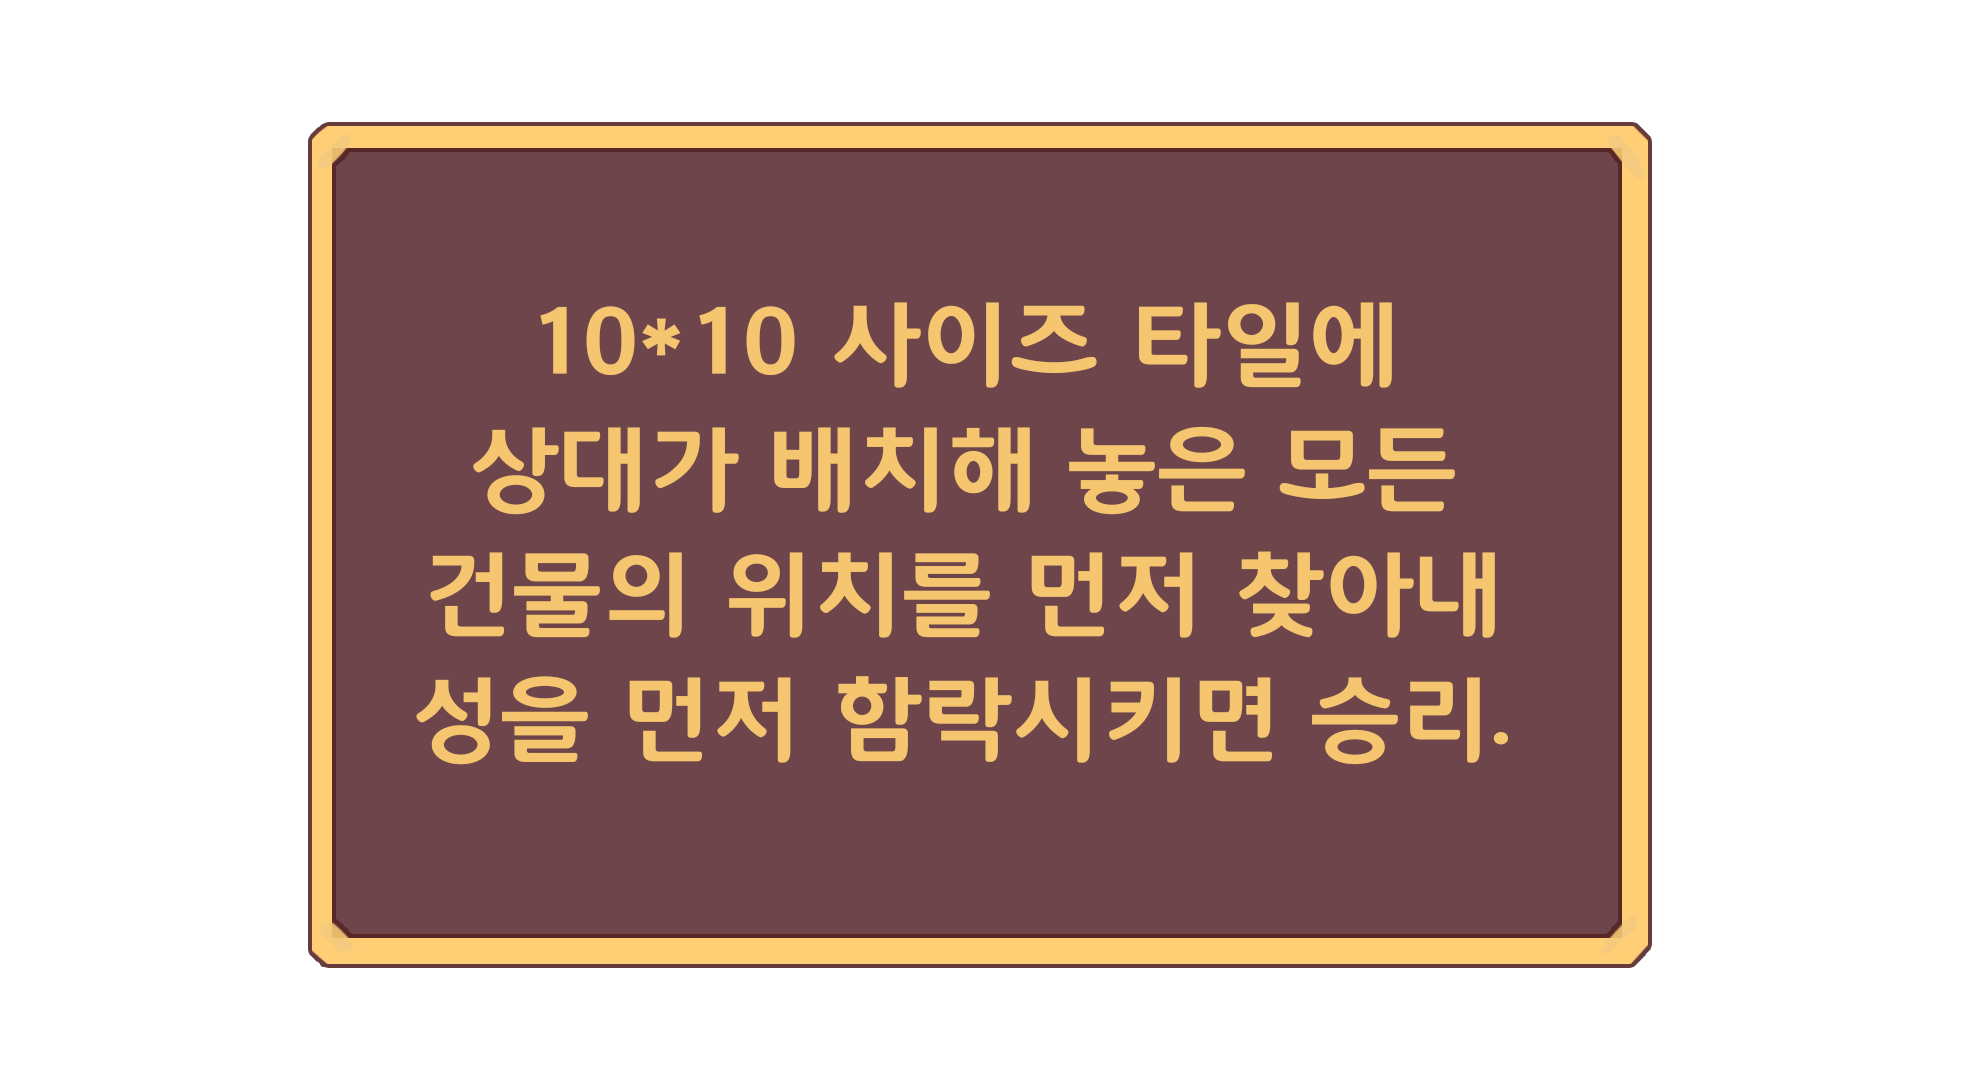 10*10 사이즈 타일에
상대가 배치해 놓은 모든
건물의 위치를 먼저 찾아내
성을 먼저 함락시키면 승리.